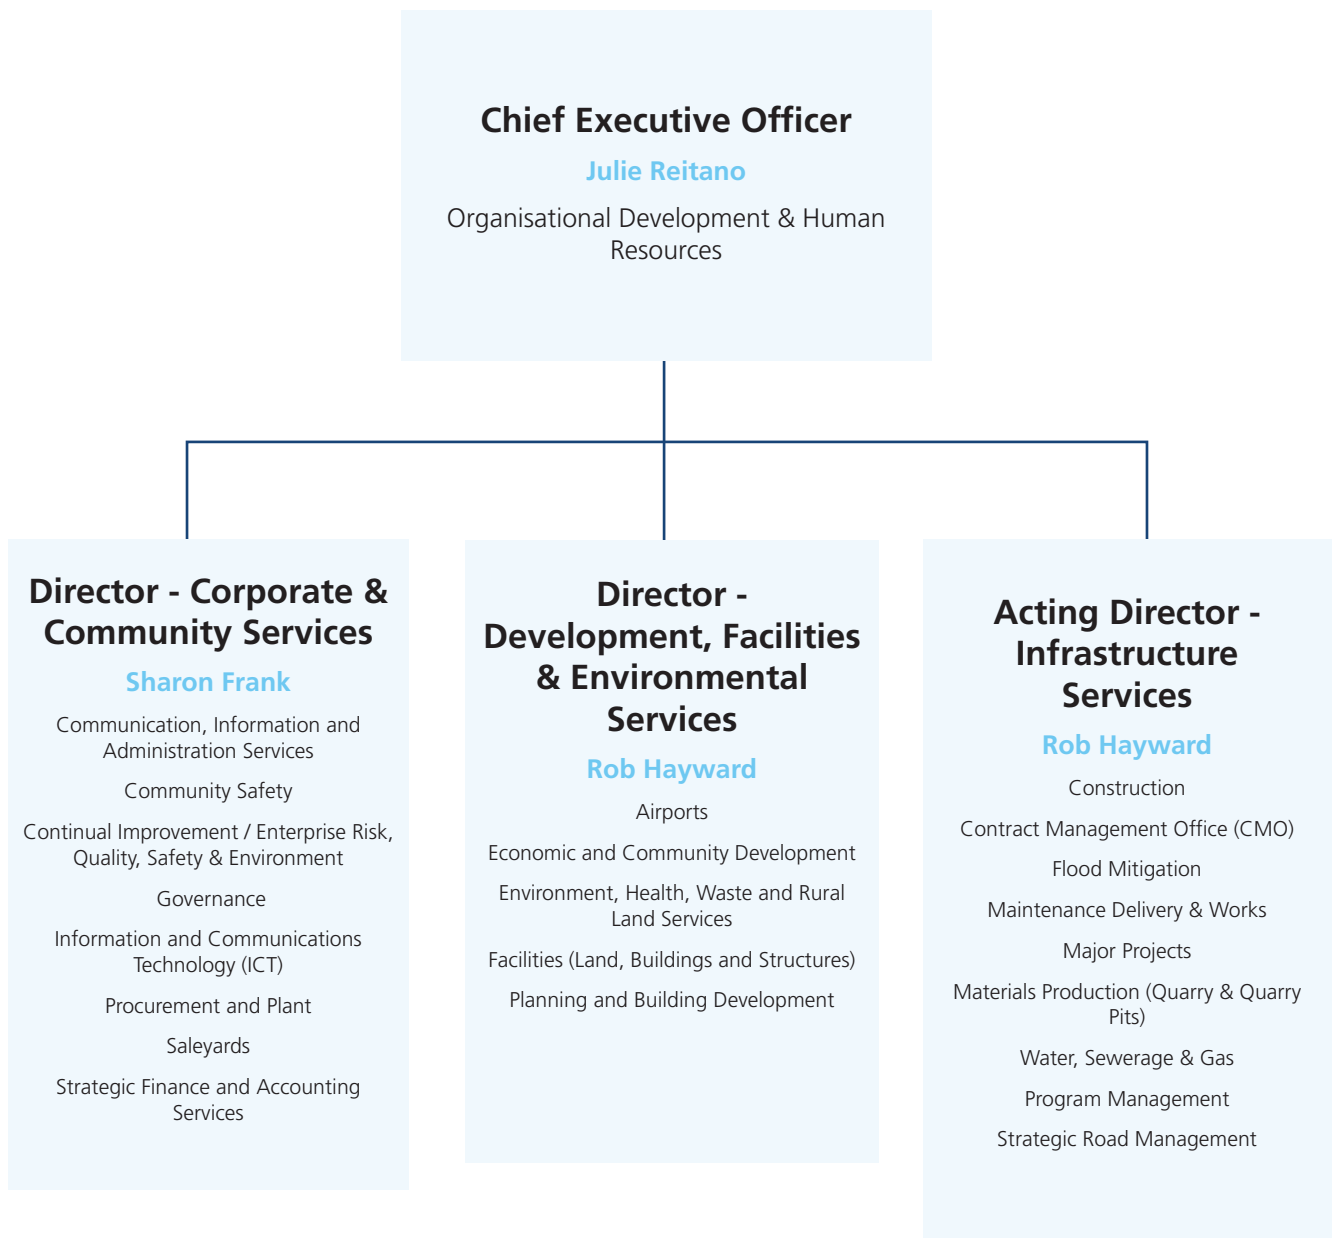 Chief Executive Officer
Julie Reitano
Organisational Development & Human
Resources
Director - Corporate &
Community Services
Sharon Frank
Communication, Information and
Administration Services
Community Safety
Continual Improvement / Enterprise Risk,
Quality, Safety & Environment
Governance
Information and Communications
Technology (ICT)
Procurement and Plant
Saleyards
Strategic Finance and Accounting
Services
Director -
Development, Facilities
& Environmental
Services
Rob Hayward
Airports
Economic and Community Development
Environment, Health, Waste and Rural
Land Services
Facilities (Land, Buildings and Structures)
Planning and Building Development
Acting Director -
Infrastructure
Services
Rob Hayward
Construction
Contract Management Office (CMO)
Flood Mitigation
Maintenance Delivery & Works
Major Projects
Materials Production (Quarry & Quarry
Pits)
Water, Sewerage & Gas
Program Management
Strategic Road Management